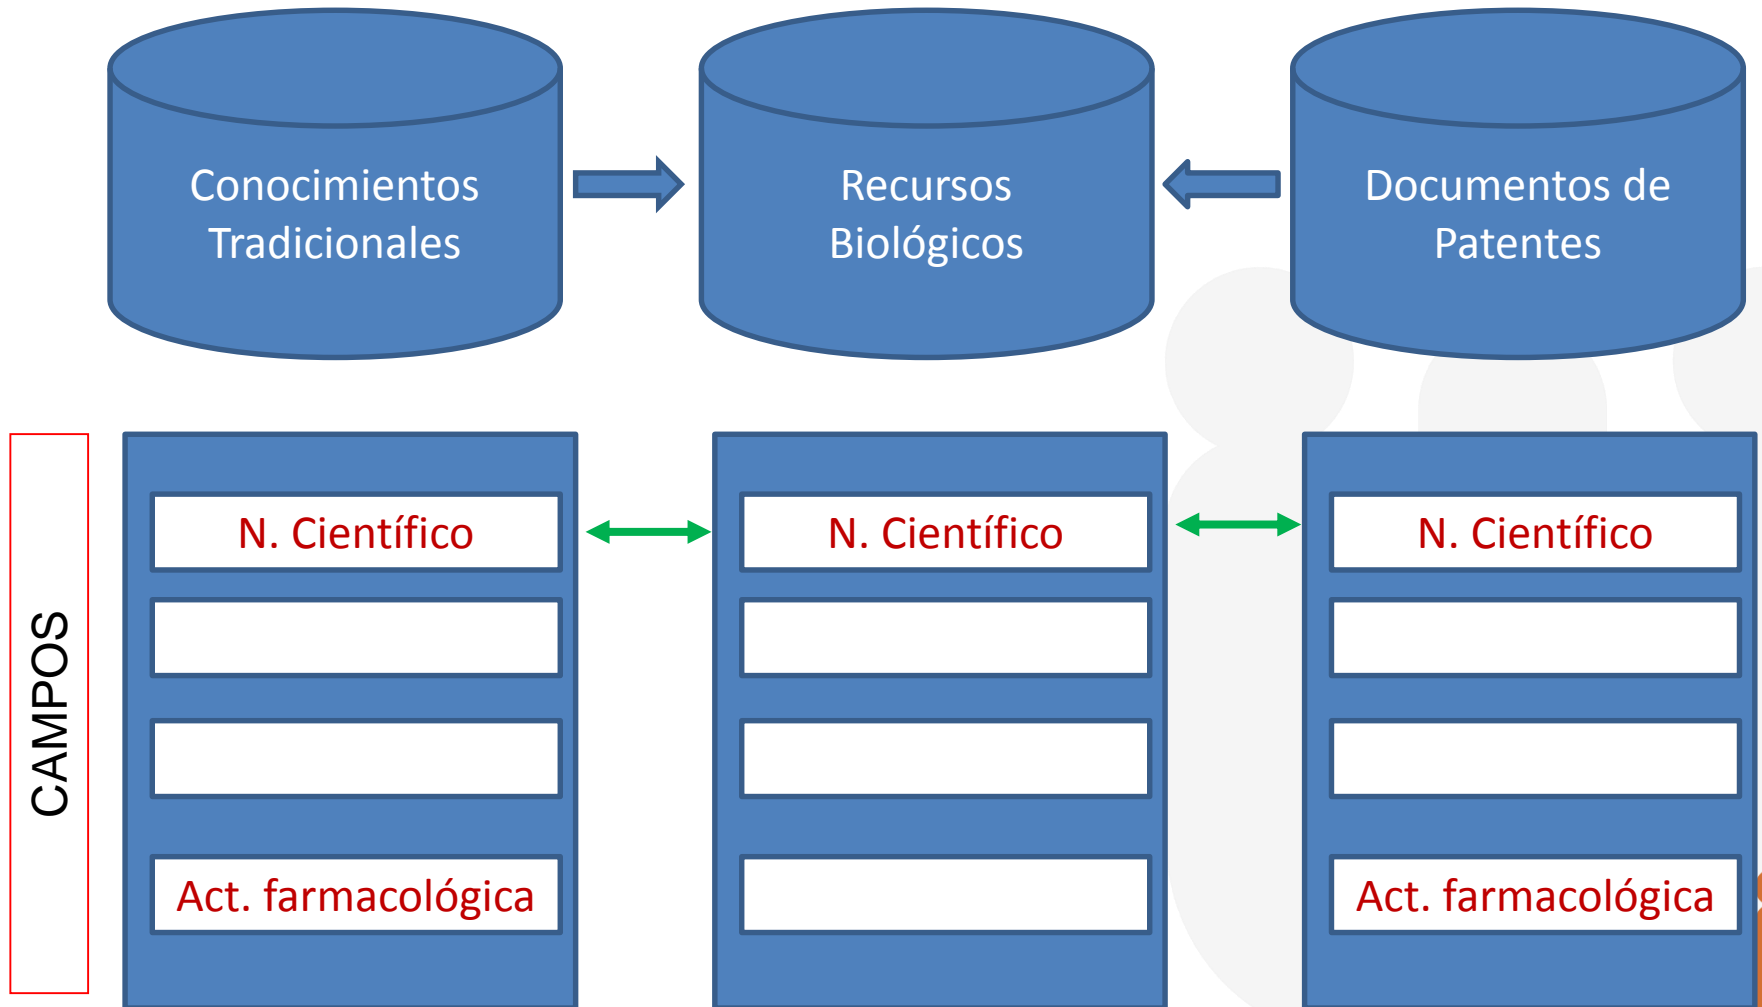 Conocimientos
Tradicionales
Recursos
Biológicos
Documentos de
Patentes
CAMPOS
N. Científico
N. Científico
N. Científico
Act. farmacológica
Act. farmacológica